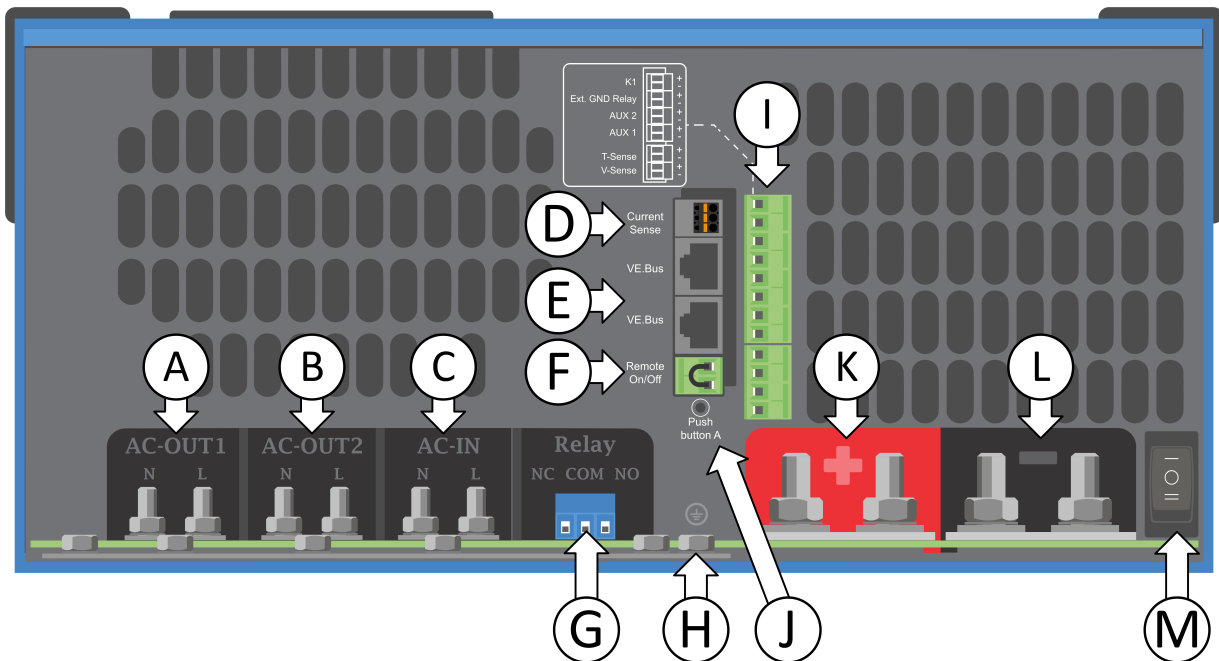 K1 + -
Ext. GND Relay + -
AUX 2 + -
AUX 1 + -
T-Sense + -
V-Sense + -
I
D
Current
Sense
VE.Bus
E
VE.Bus
F
Remote
On/Off
A
B
C
K
L
Push
button A
AC-OUT1
N L
AC-OUT2
N L
AC-IN
N L
Relay
NC COM NO
+
−
I
O
II
G
H
J
M